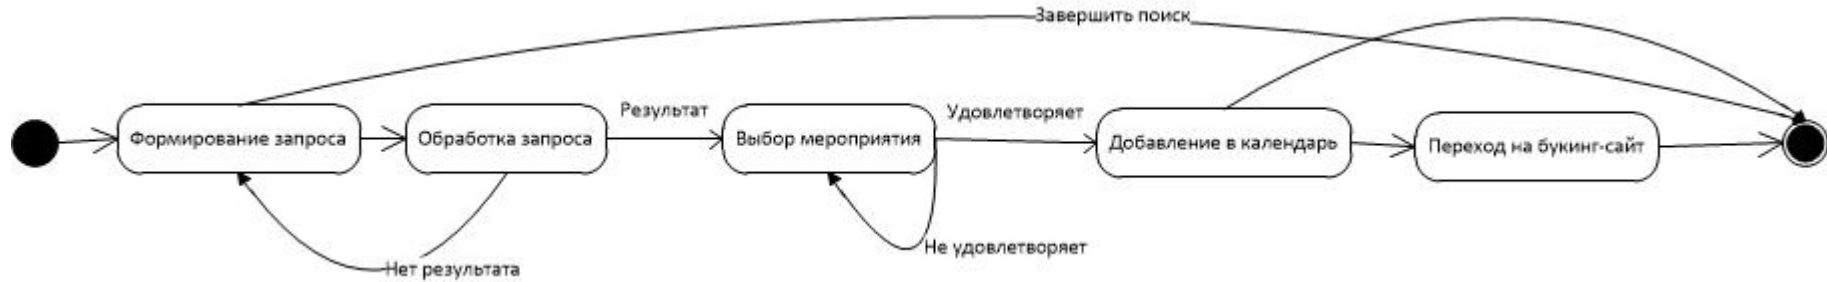 Завершить поиск
Формирование запроса
Обработка запроса
Результат
Выбор мероприятия
Удовлетворяет
Добавление в календарь
Переход на букинг-сайт
Не удовлетворяет
Нет результата